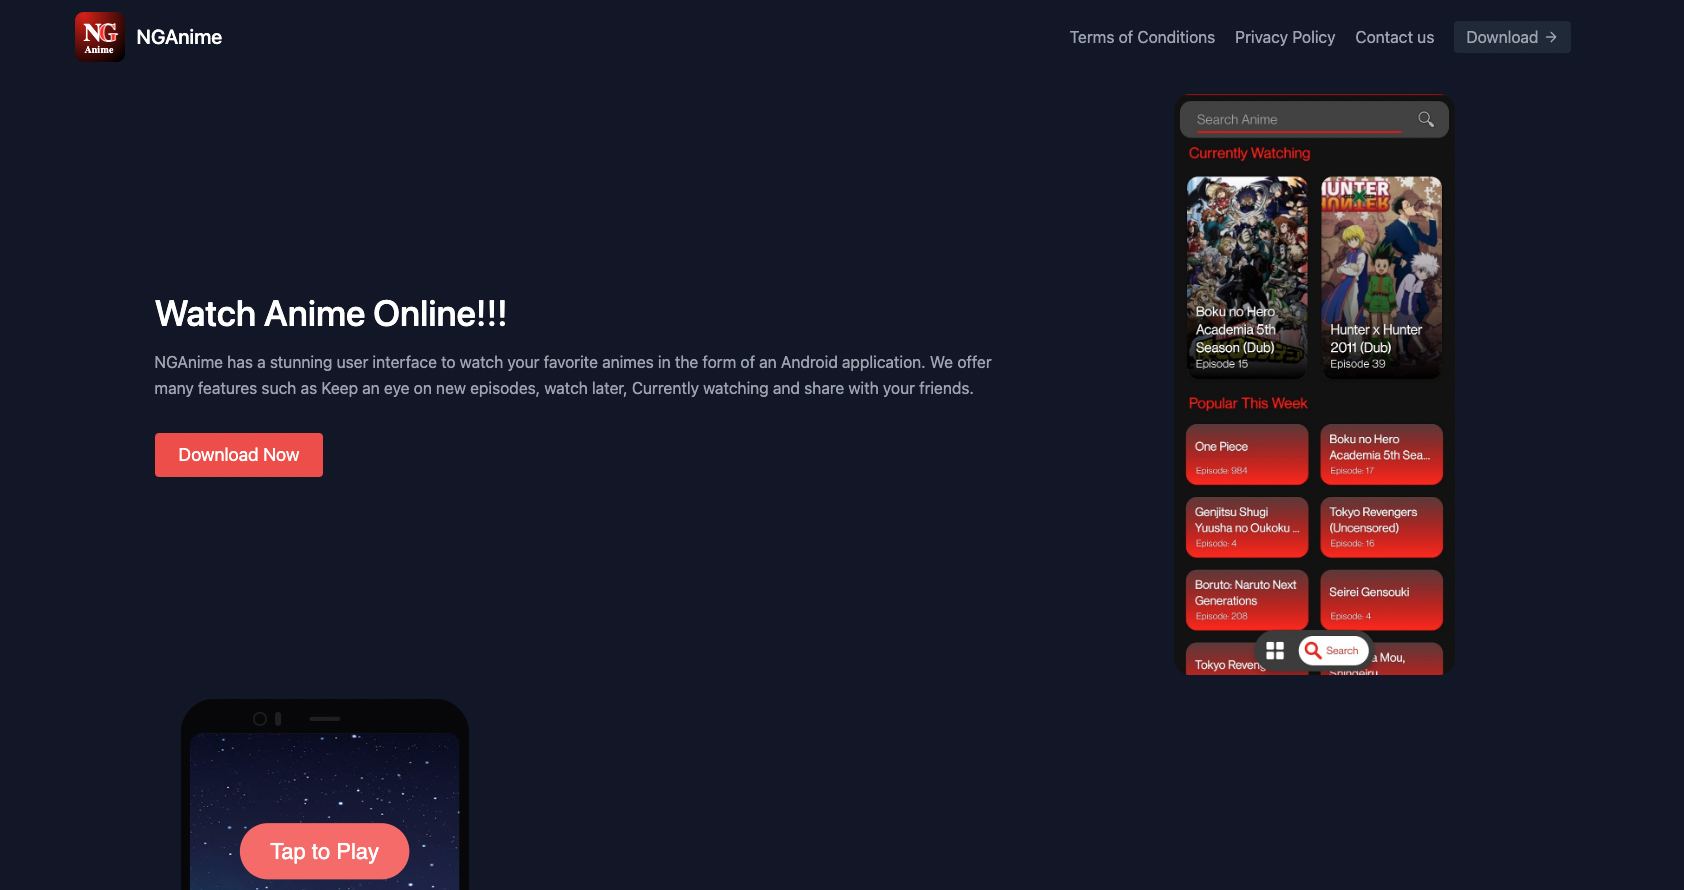 NG
Anime
NGAnime
Terms of Conditions
Privacy Policy
Contact us
Download →
Watch Anime Online!!!
NGAnime has a stunning user interface to watch your favorite animes in the form of an Android application. We offer
many features such as Keep an eye on new episodes, watch later, Currently watching and share with your friends.
Download Now
Search Anime
Currently Watching
Boku no Hero
Academia 5th
Season (Dub)
Episode 15
HUNTER
HUNTER
Hunter x Hunter
2011 (Dub)
Episode 39
Popular This Week
One Piece
Episode: 984
Boku no Hero
Academia 5th Sea...
Episode: 17
Genjitsu Shugi
Yuusha no Oukoku ...
Episode: 4
Tokyo Revengers
(Uncensored)
Episode: 16
Boruto: Naruto Next
Generations
Episode: 208
Seirei Gensouki
Episode: 4
Tokyo Reveng
Search
a Mou,
Tap to Play